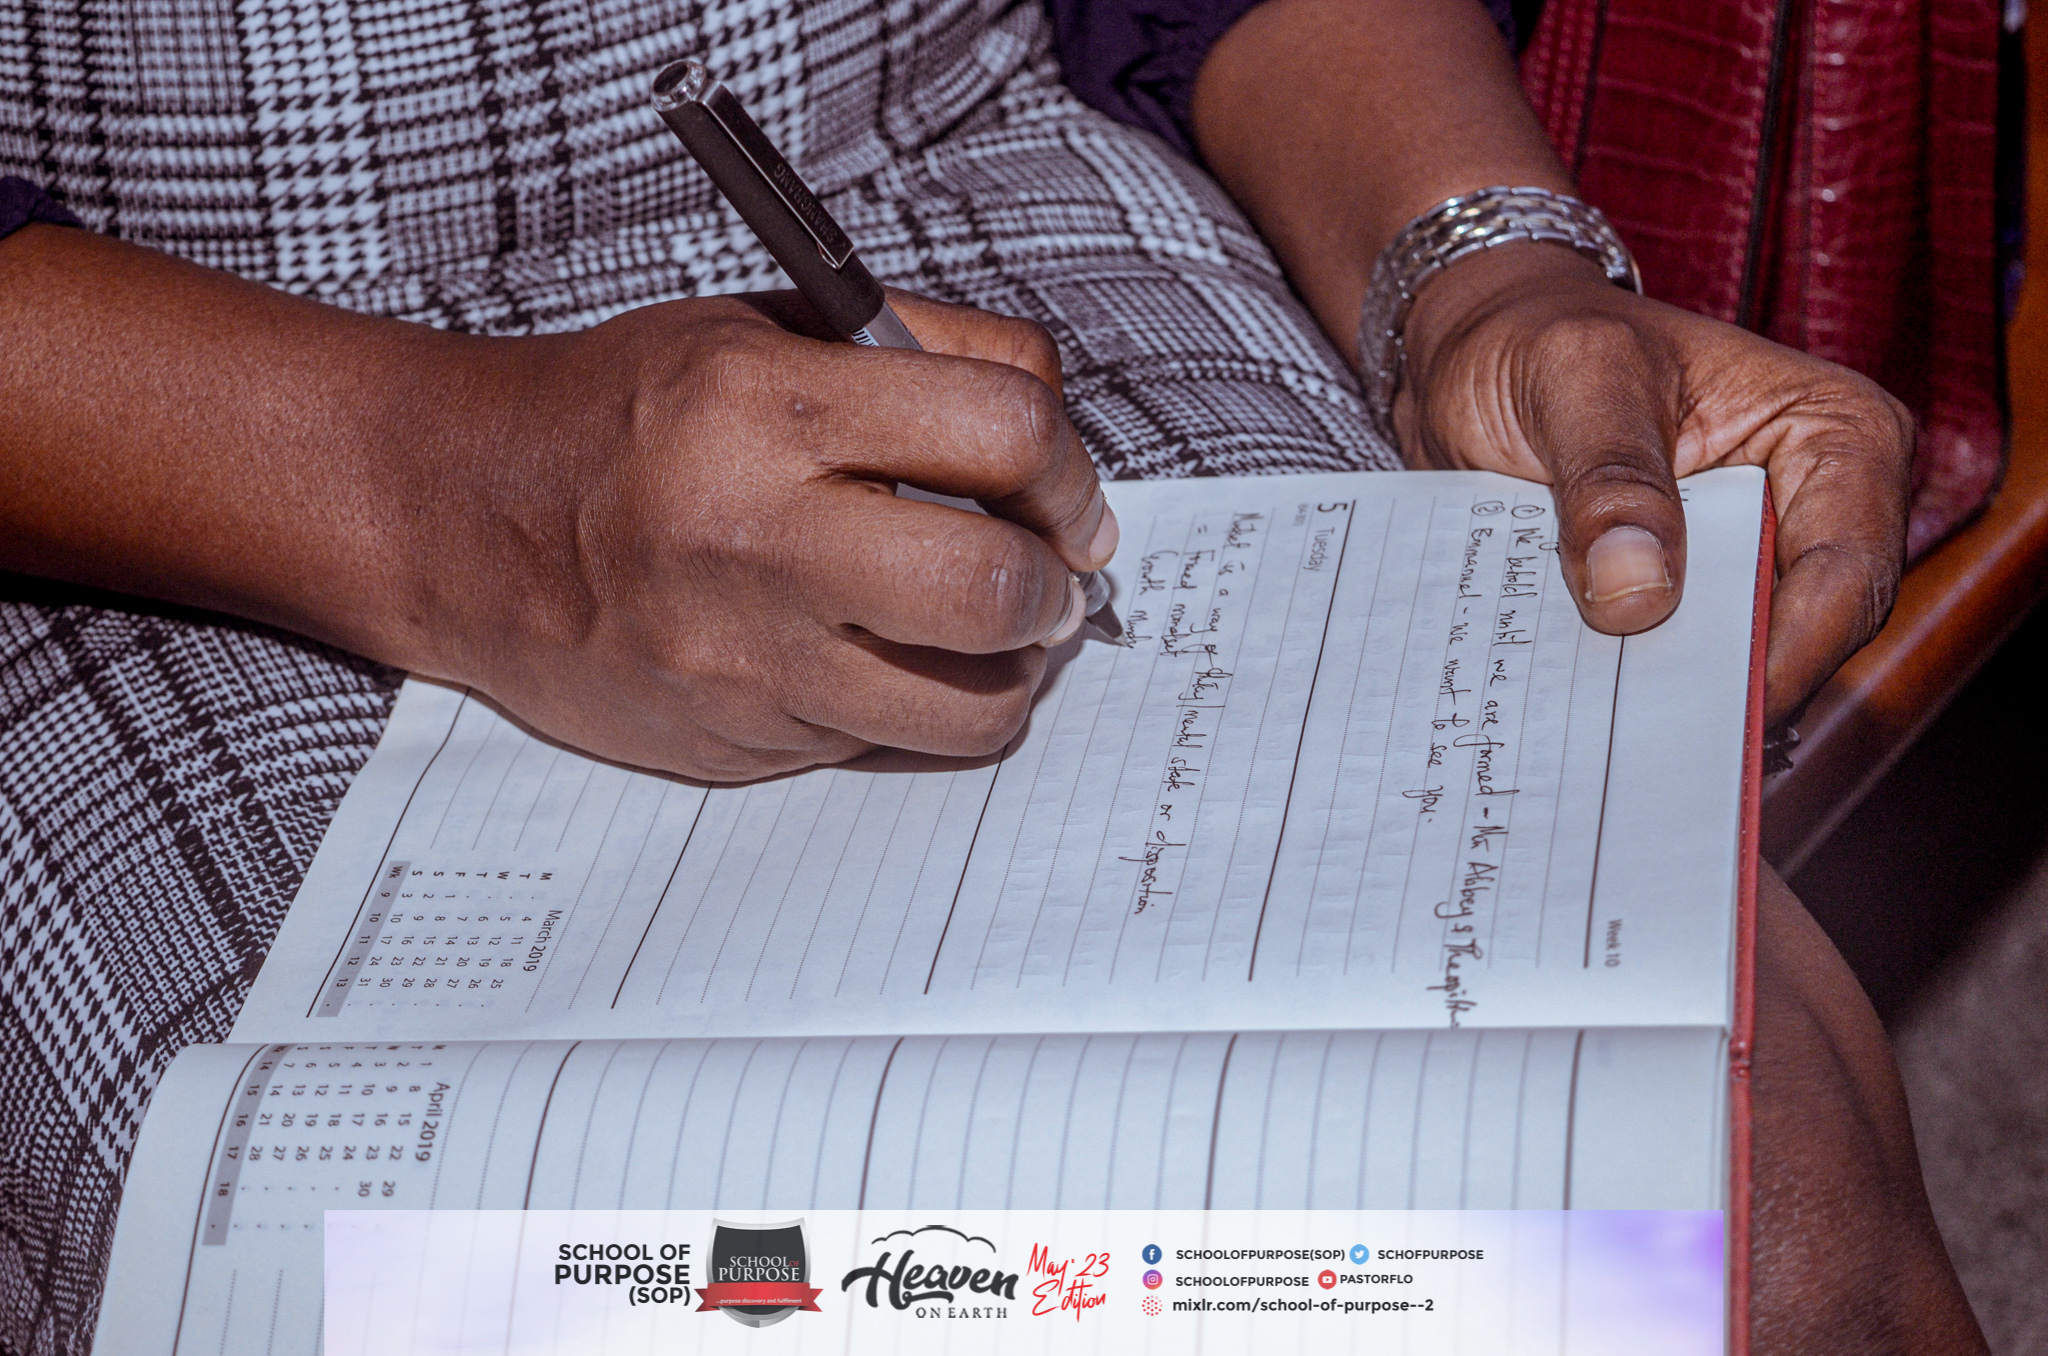 GUANGWANG
Week 10
① We behold until we are formed - Mr Abbey & Theophilus
② Emmanuel - We want to see you.
5 Tuesday
Mindset is a way of thinking/mental state or disposition
= Fixed mindset
Growth Minds
March 2019
M . 4 11 18 25
T . 5 12 19 26
W . 6 13 20 27
T . 7 14 21 28
F 1 8 15 22 29
S 2 9 16 23 30
S 3 10 17 24 31
Wk 9 10 11 12 13 .
April 2019
M 1 8 15 22 29
T 2 9 16 23 30
W 3 10 17 24 .
T 4 11 18 25 .
F 5 12 19 26 .
S 6 13 20 27 .
S 7 14 21 28 .
Wk 14 15 16 17 18 .
SCHOOL OF
PURPOSE
(SOP)
SCHOOL OF
PURPOSE
...purpose discovery and fulfilment
Heaven
ON EARTH
May' 23
Edition
SCHOOLOFPURPOSE(SOP) SCHOFPURPOSE
SCHOOLOFPURPOSE PASTORFLO
mixlr.com/school-of-purpose--2